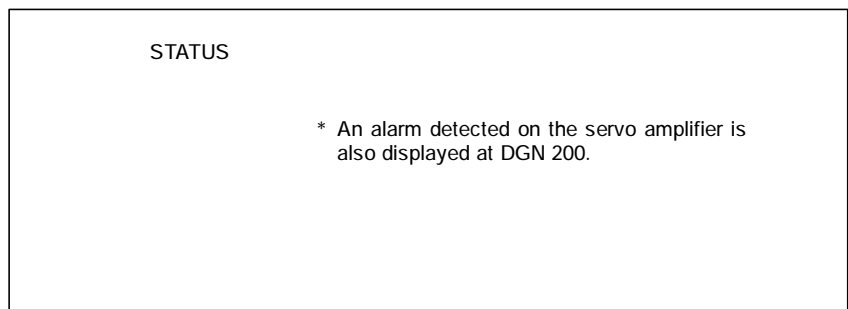 STATUS
* An alarm detected on the servo amplifier is
also displayed at DGN 200.